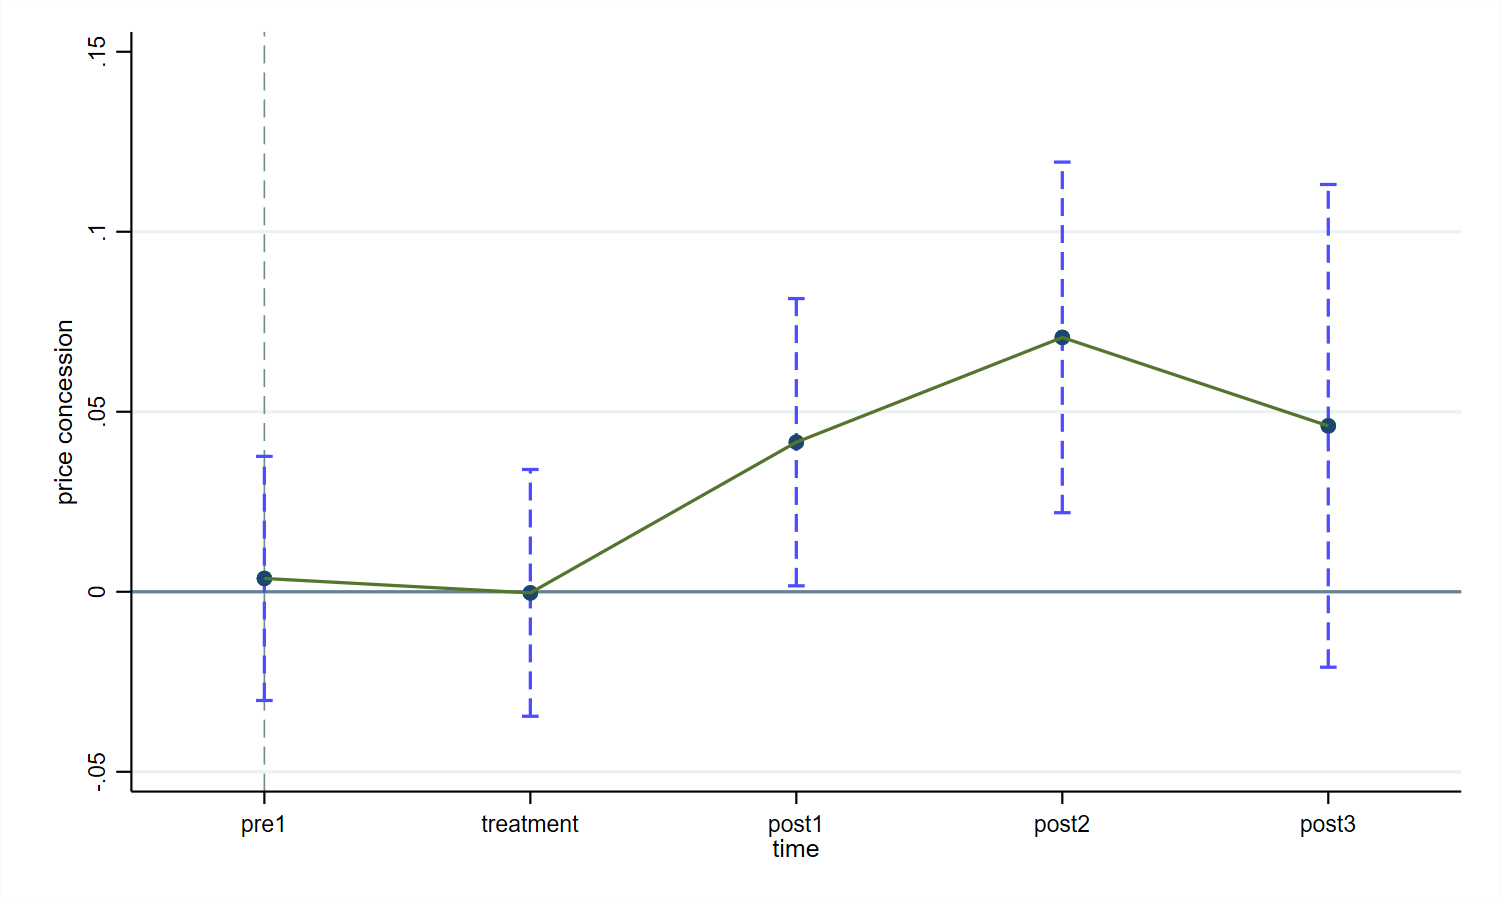 price concession
.15
.1
.05
0
-.05
pre1 treatment post1 post2 post3
time